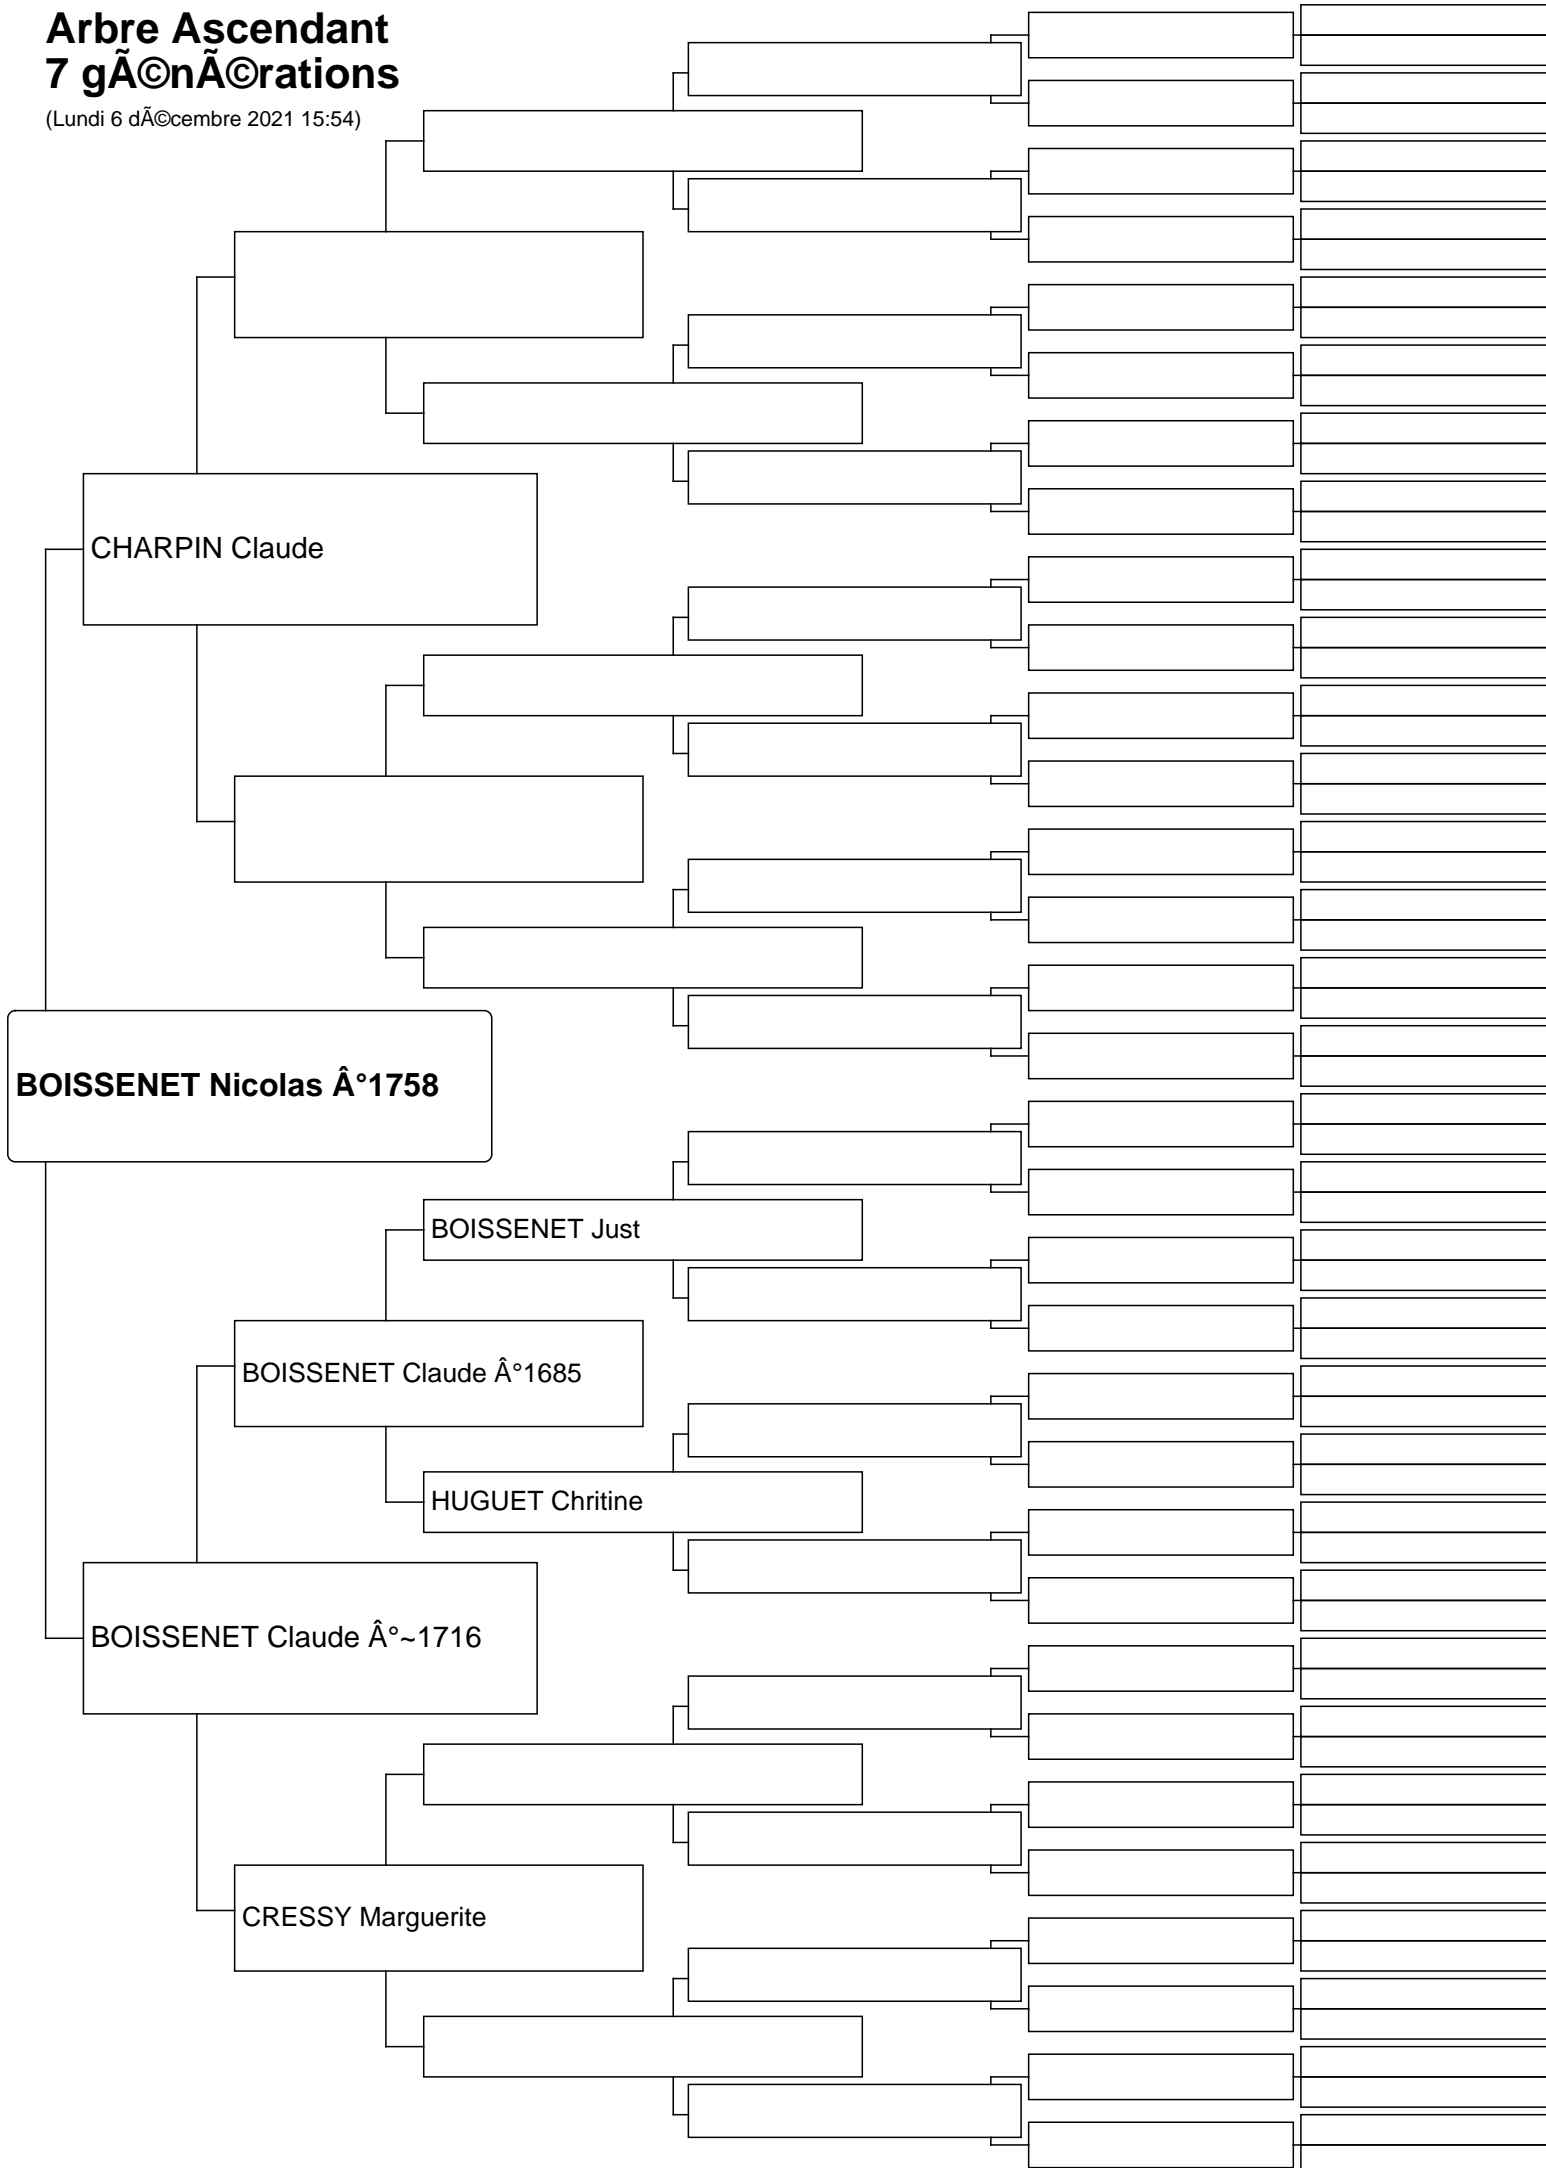 Arbre Ascendant
7 gÃ©nÃ©rations
(Lundi 6 dÃ©cembre 2021 15:54)
CHARPIN Claude
BOISSENET Nicolas Â°1758
BOISSENET Just
BOISSENET Claude Â°1685
HUGUET Chritine
BOISSENET Claude Â°~1716
CRESSY Marguerite